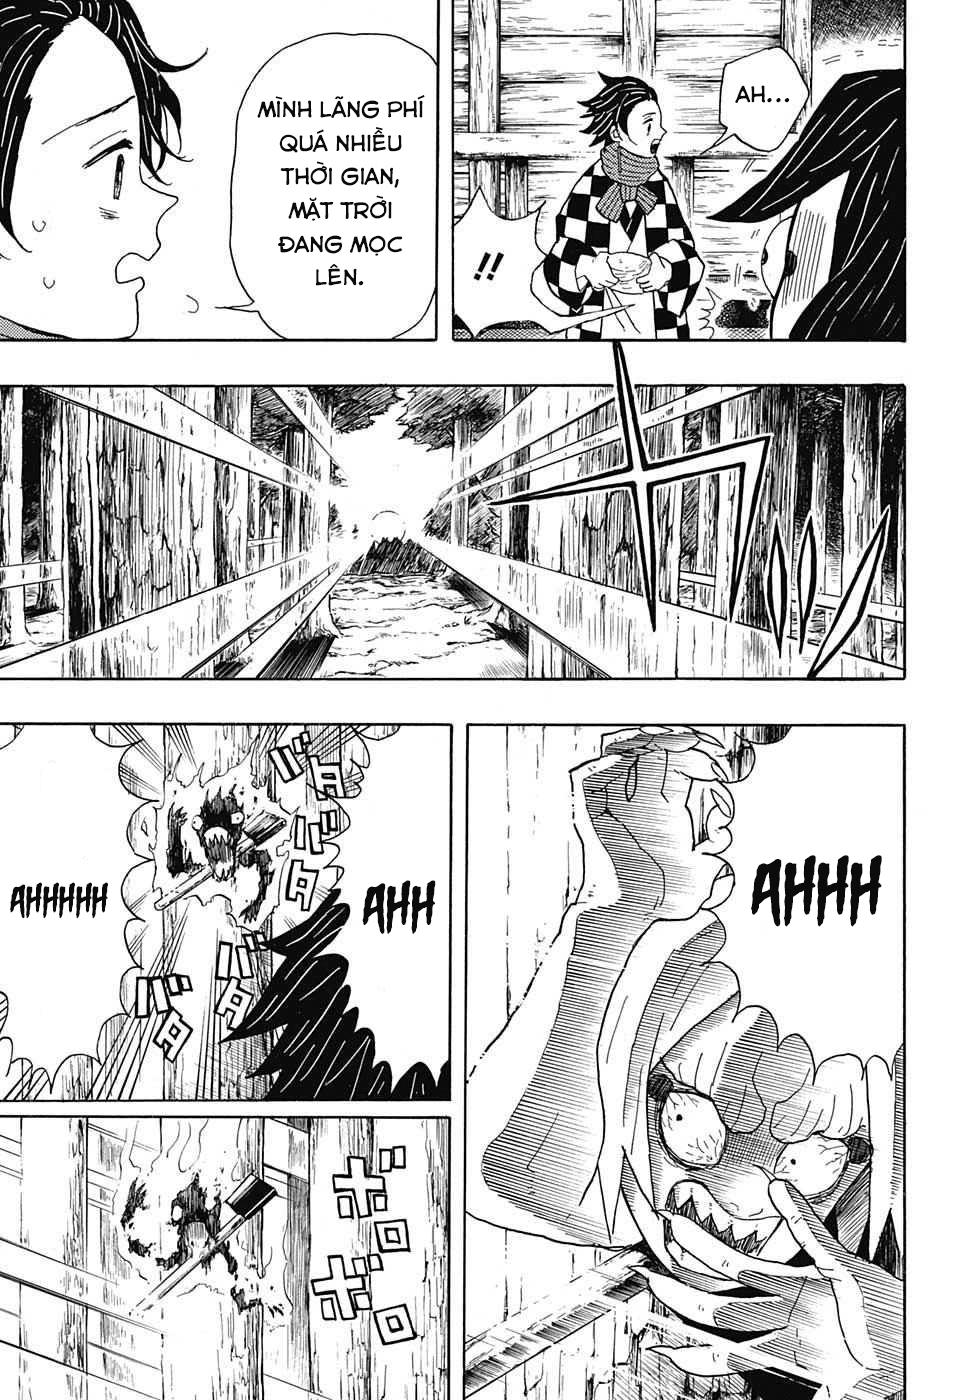 AH...
!!
MÌNH LÃNG PHÍ
QUÁ NHIỀU
THỜI GIAN,
MẶT TRỜI
ĐANG MỌC
LÊN.
AHHH
AHH
AHHHHH
バタ
バタ
バタ
バタ
ボロ
ボロ